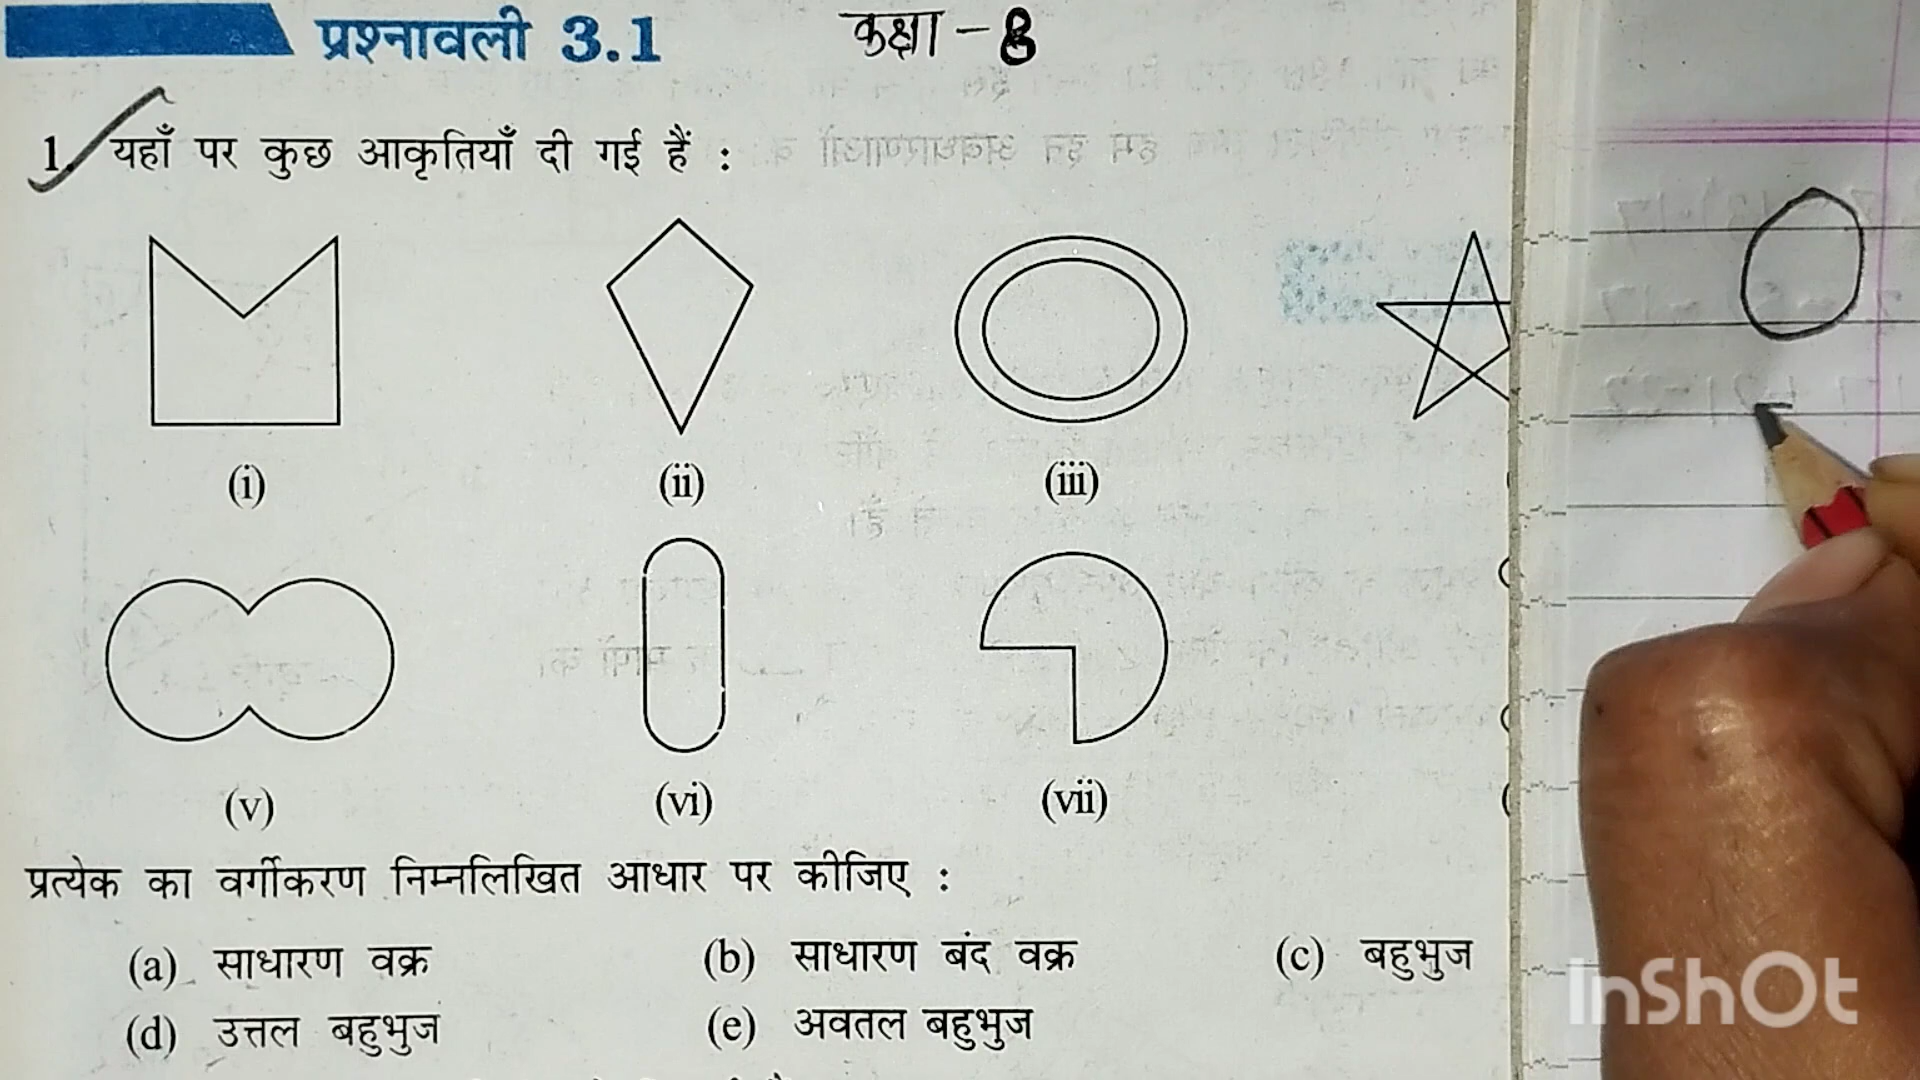 प्रश्नावली 3.1 कक्षा - 8
1. यहाँ पर कुछ आकृतियाँ दी गई हैं :
(i) (ii) (iii)
(v) (vi) (vii)
प्रत्येक का वर्गीकरण निम्नलिखित आधार पर कीजिए :
(a) साधारण वक्र (b) साधारण बंद वक्र (c) बहुभुज
(d) उत्तल बहुभुज (e) अवतल बहुभुज
InShOt